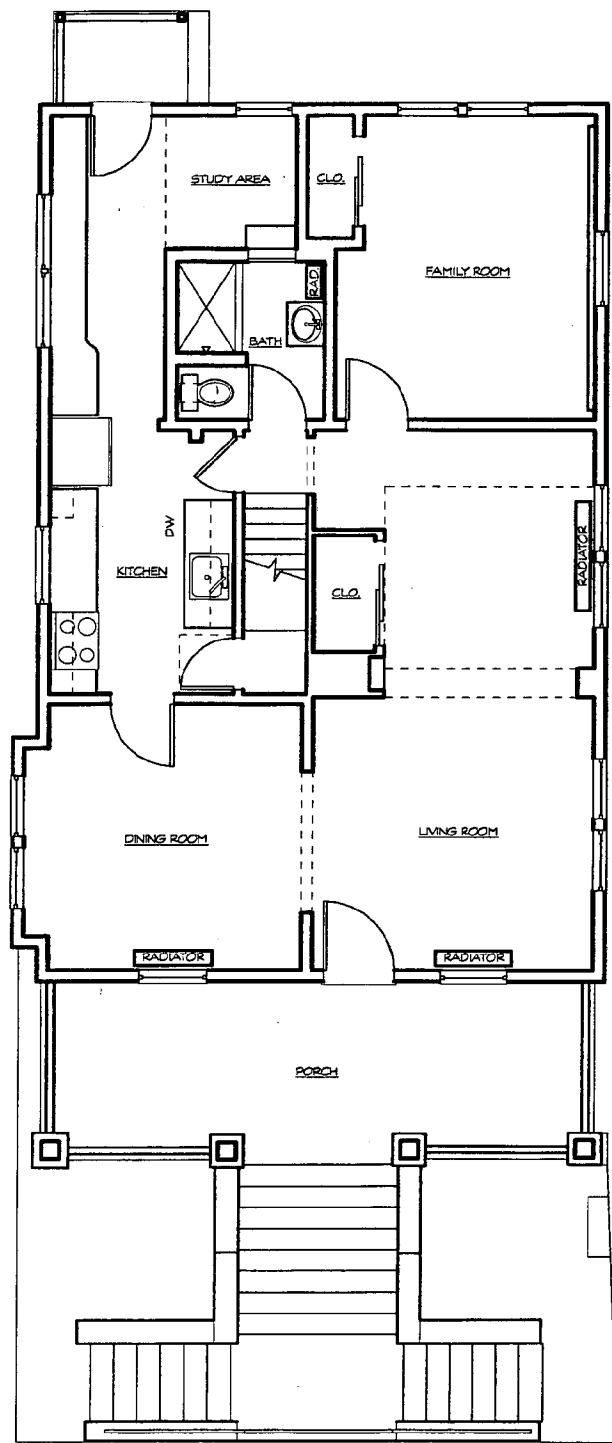 STUDY AREA
CLO.
FAMILY ROOM
RAD.
BATH
DW
RADIATOR
KITCHEN
CLO.
DINING ROOM
LIVING ROOM
RADIATOR
RADIATOR
PORCH